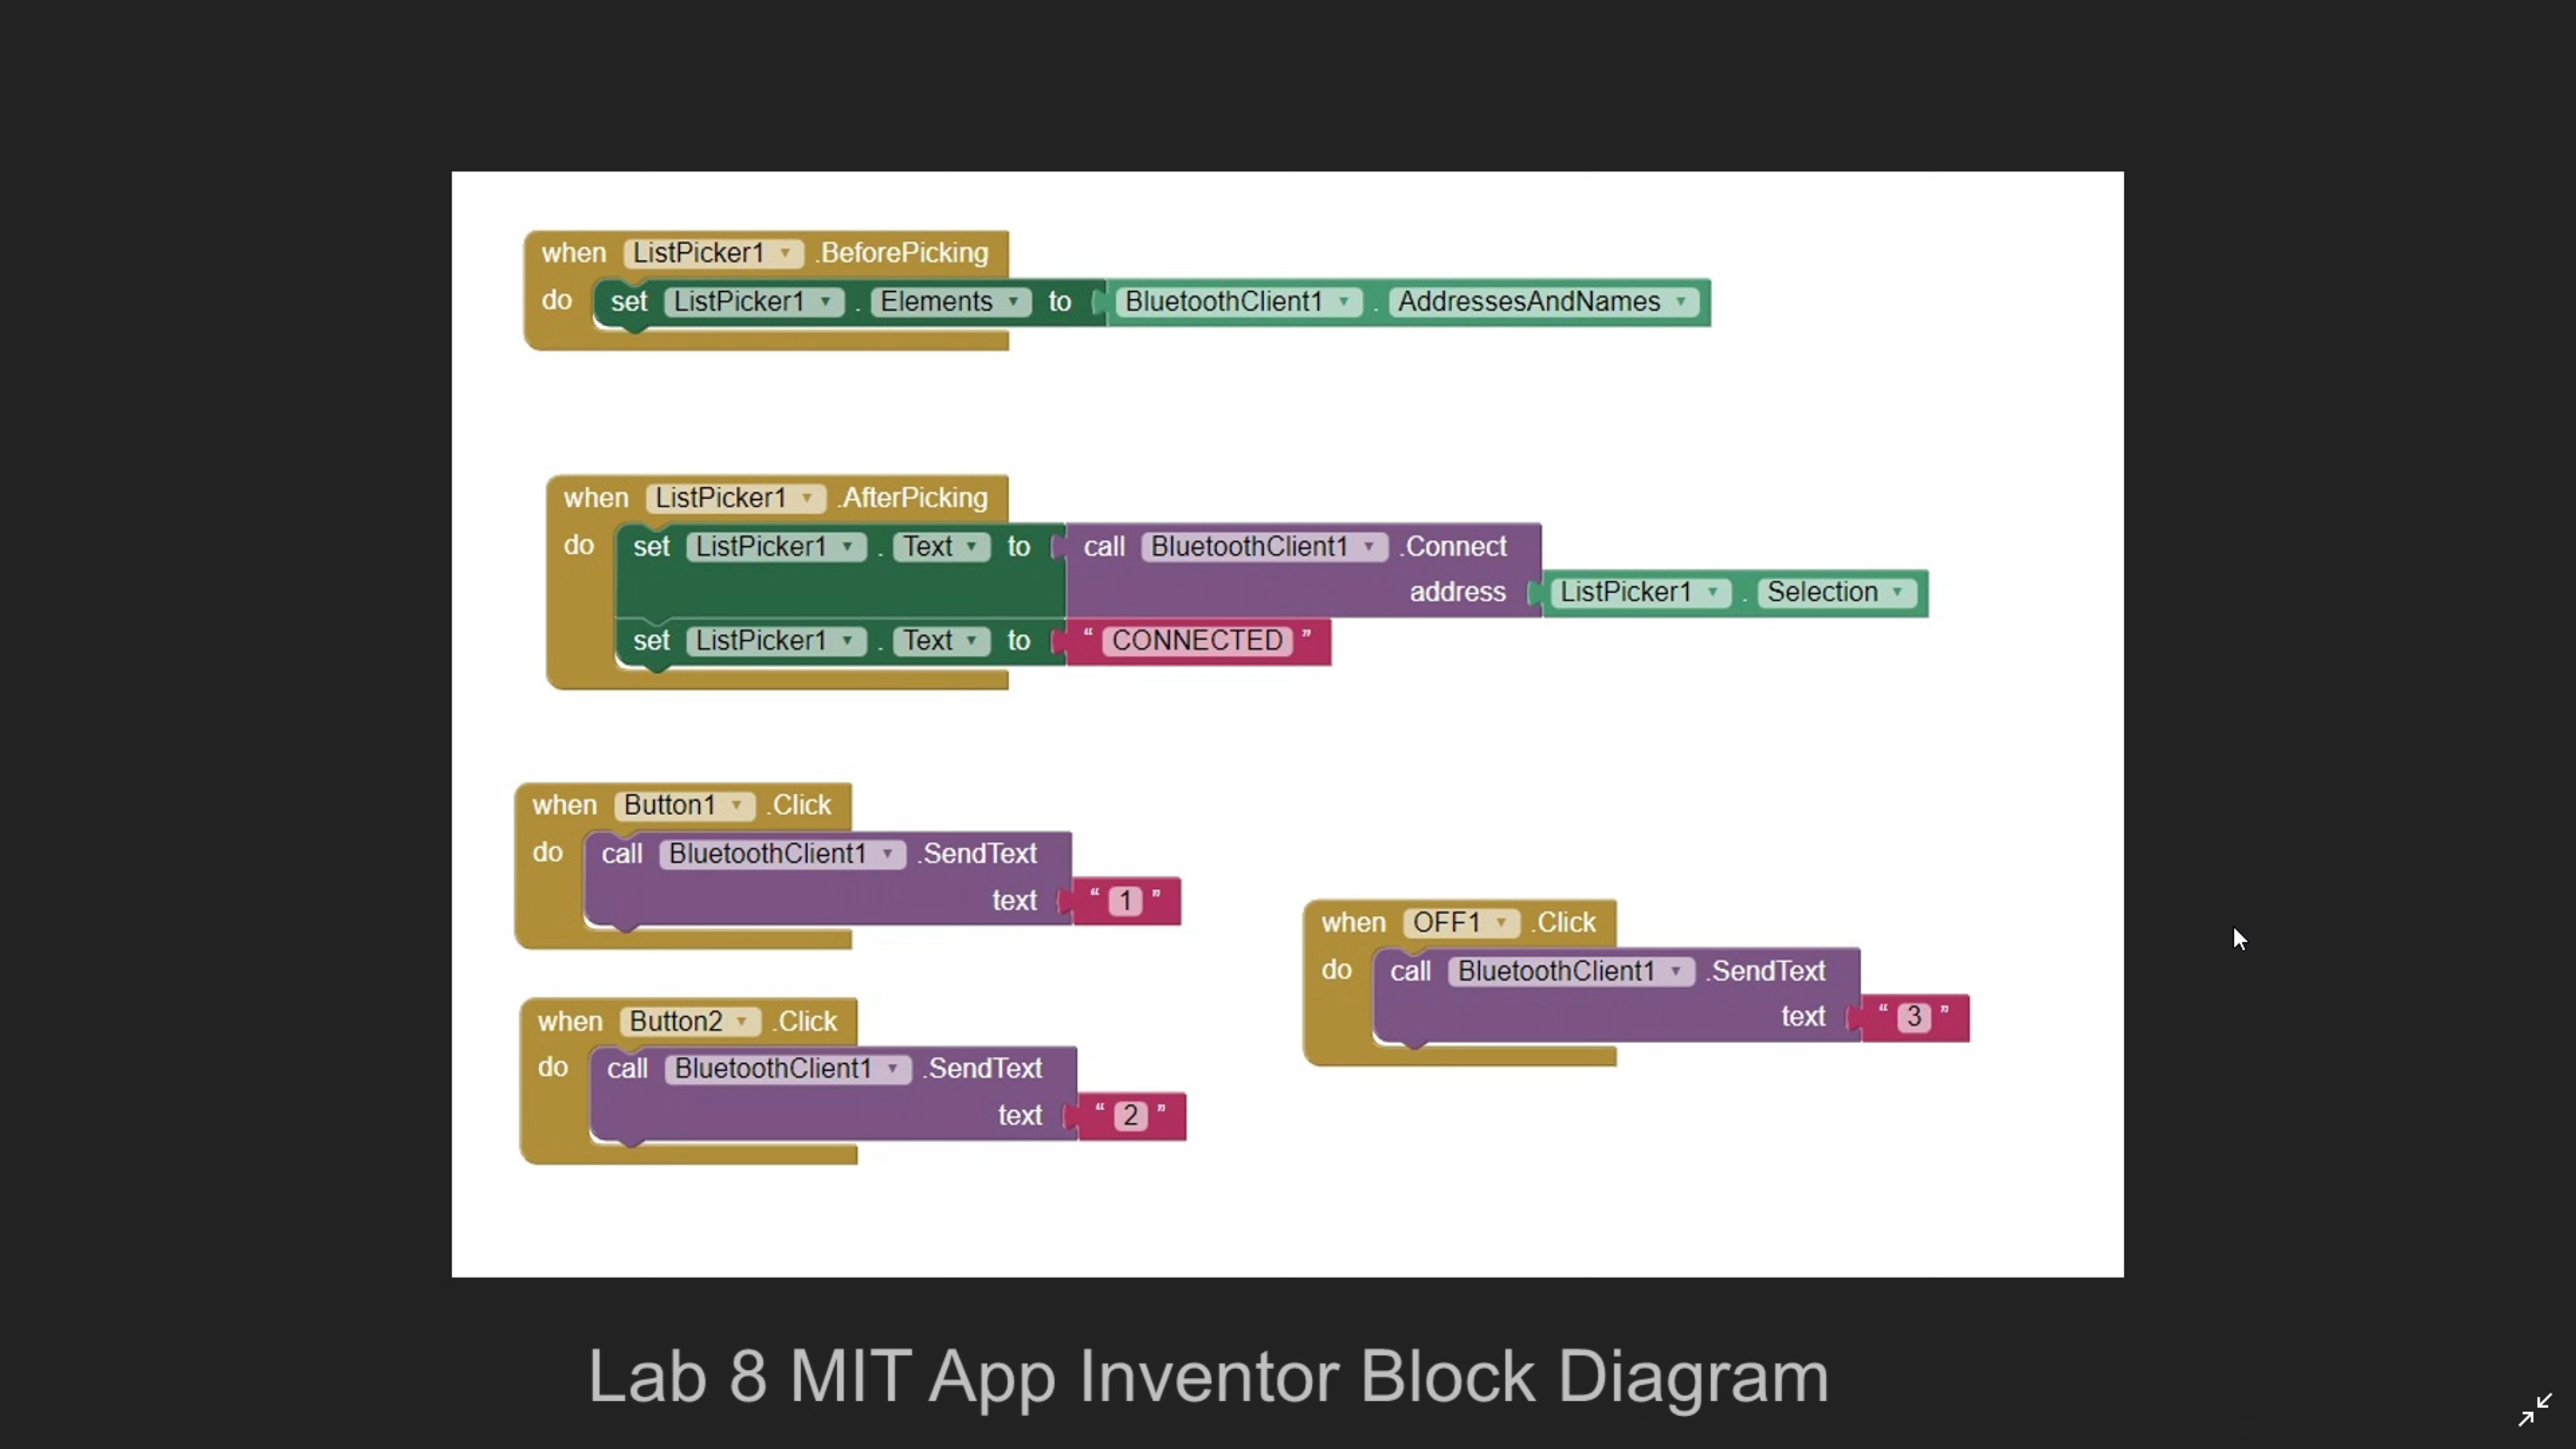 when ListPicker1 .BeforePicking
do set ListPicker1 . Elements to BluetoothClient1 . AddressesAndNames
when ListPicker1 .AfterPicking
do set ListPicker1 . Text to call BluetoothClient1 .Connect
address ListPicker1 . Selection
set ListPicker1 . Text to “ CONNECTED ”
when Button1 .Click
do call BluetoothClient1 .SendText
text “ 1 ”
when Button2 .Click
do call BluetoothClient1 .SendText
text “ 2 ”
when OFF1 .Click
do call BluetoothClient1 .SendText
text “ 3 ”
Lab 8 MIT App Inventor Block Diagram